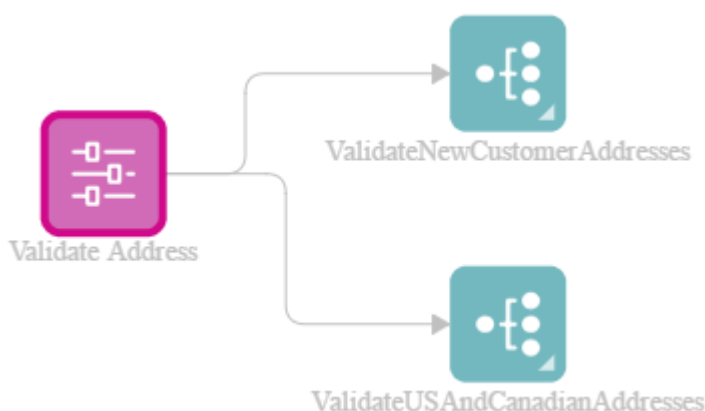 ValidateNewCustomerAddresses
Validate Address
ValidateUSAndCanadianAddresses